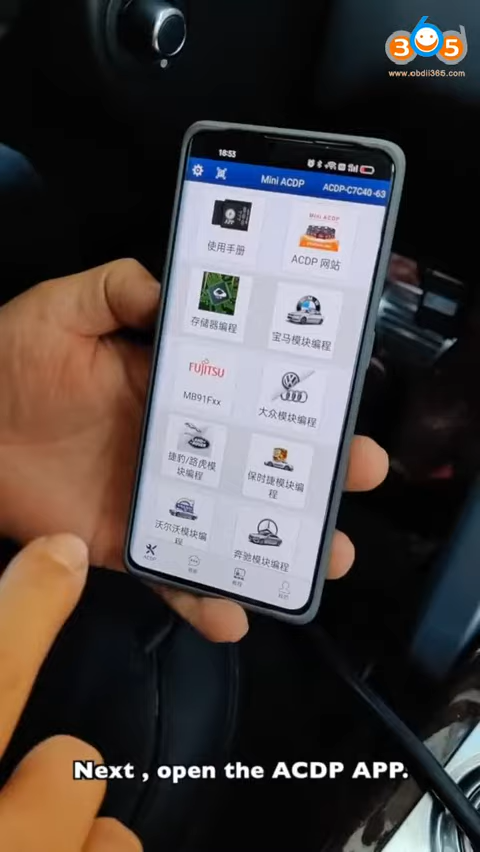 365
www.obdii365.com
16:53
Mini ACDP
ACDP-C7C40-63
使用手册
Mini ACDP
ACDP 网站
存储器编程
宝马模块编程
FUJITSU
MB91Fxx
大众模块编程
捷豹/路虎模
块编程
保时捷模块编
程
沃尔沃模块编
程
奔驰模块编程
ACDP
Next , open the ACDP APP.